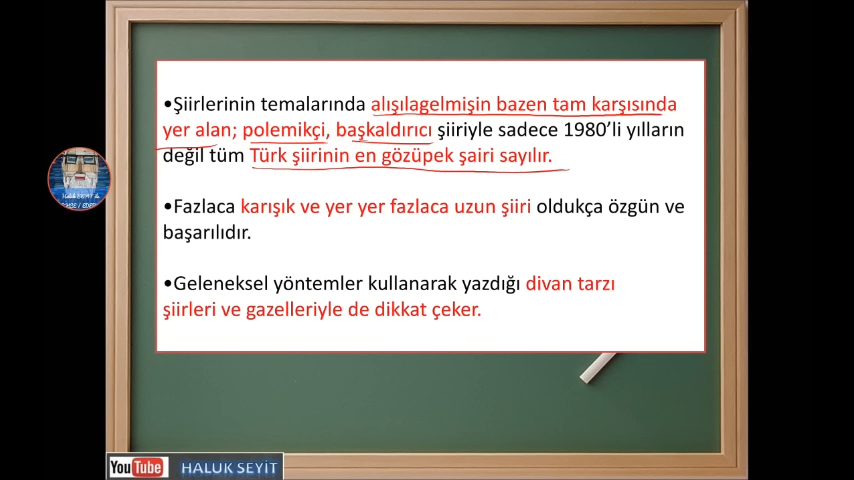 •Şiirlerinin temalarında alışılagelmişin bazen tam karşısında
yer alan; polemikçi, başkaldırıcı şiiriyle sadece 1980’li yılların
değil tüm Türk şiirinin en gözüpek şairi sayılır.
•Fazlaca karışık ve yer yer fazlaca uzun şiiri oldukça özgün ve
başarılıdır.
•Geleneksel yöntemler kullanarak yazdığı divan tarzı
şiirleri ve gazelleriyle de dikkat çeker.
YouTube HALUK SEYİT